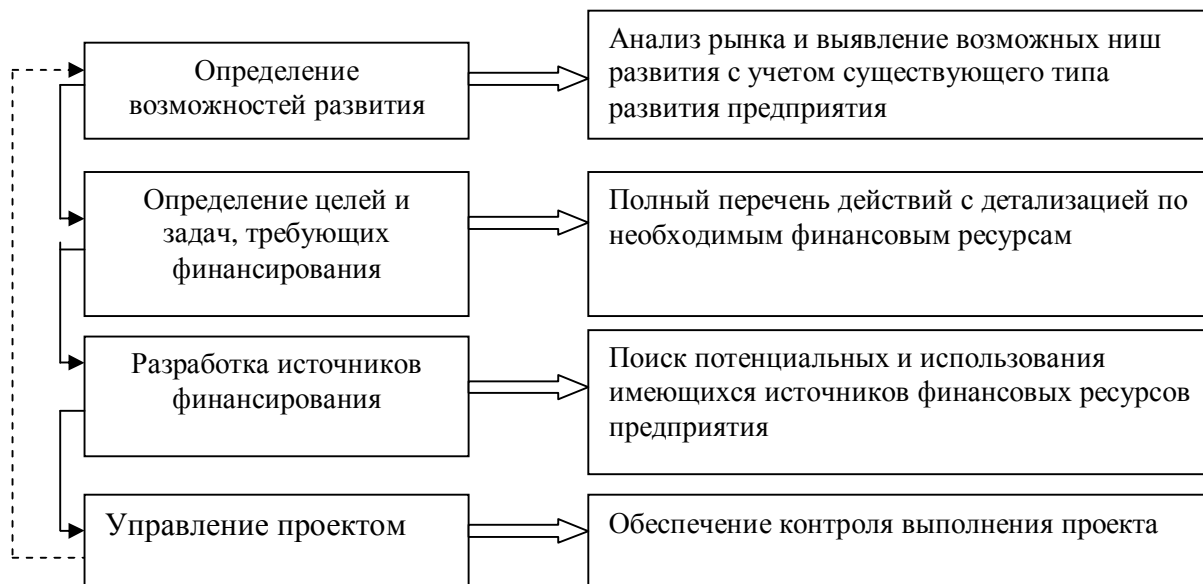 Определение
возможностей развития
Анализ рынка и выявление возможных ниш
развития с учетом существующего типа
развития предприятия
Определение целей и
задач, требующих
финансирования
Полный перечень действий с детализацией по
необходимым финансовым ресурсам
Разработка источников
финансирования
Поиск потенциальных и использования
имеющихся источников финансовых ресурсов
предприятия
Управление проектом
Обеспечение контроля выполнения проекта